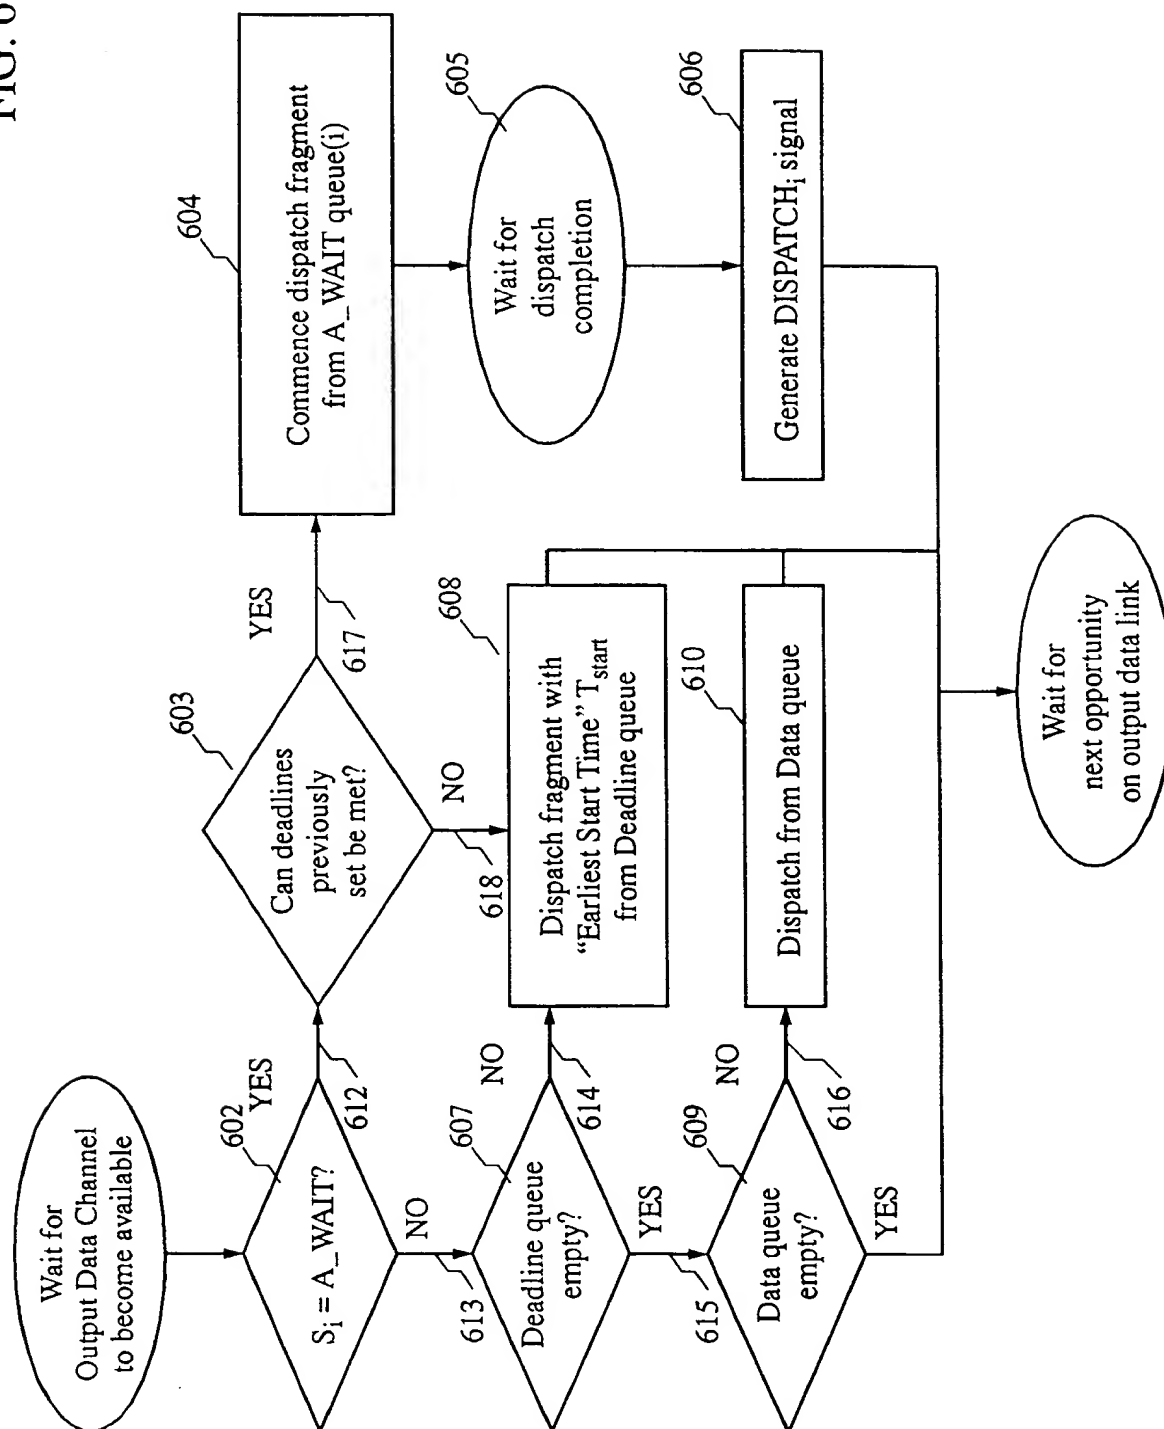 FIG. 6
Wait for
Output Data Channel
to become available
602
Si = A_WAIT?
YES
612
NO
613
603
Can deadlines
previously
set be met?
YES
617
NO
618
604
Commence dispatch fragment
from A_WAIT queue(i)
605
Wait for
dispatch
completion
606
Generate DISPATCHi signal
607
Deadline queue
empty?
NO
614
YES
615
608
Dispatch fragment with
“Earliest Start Time” Tstart
from Deadline queue
609
Data queue
empty?
NO
616
YES
610
Dispatch from Data queue
Wait for
next opportunity
on output data link